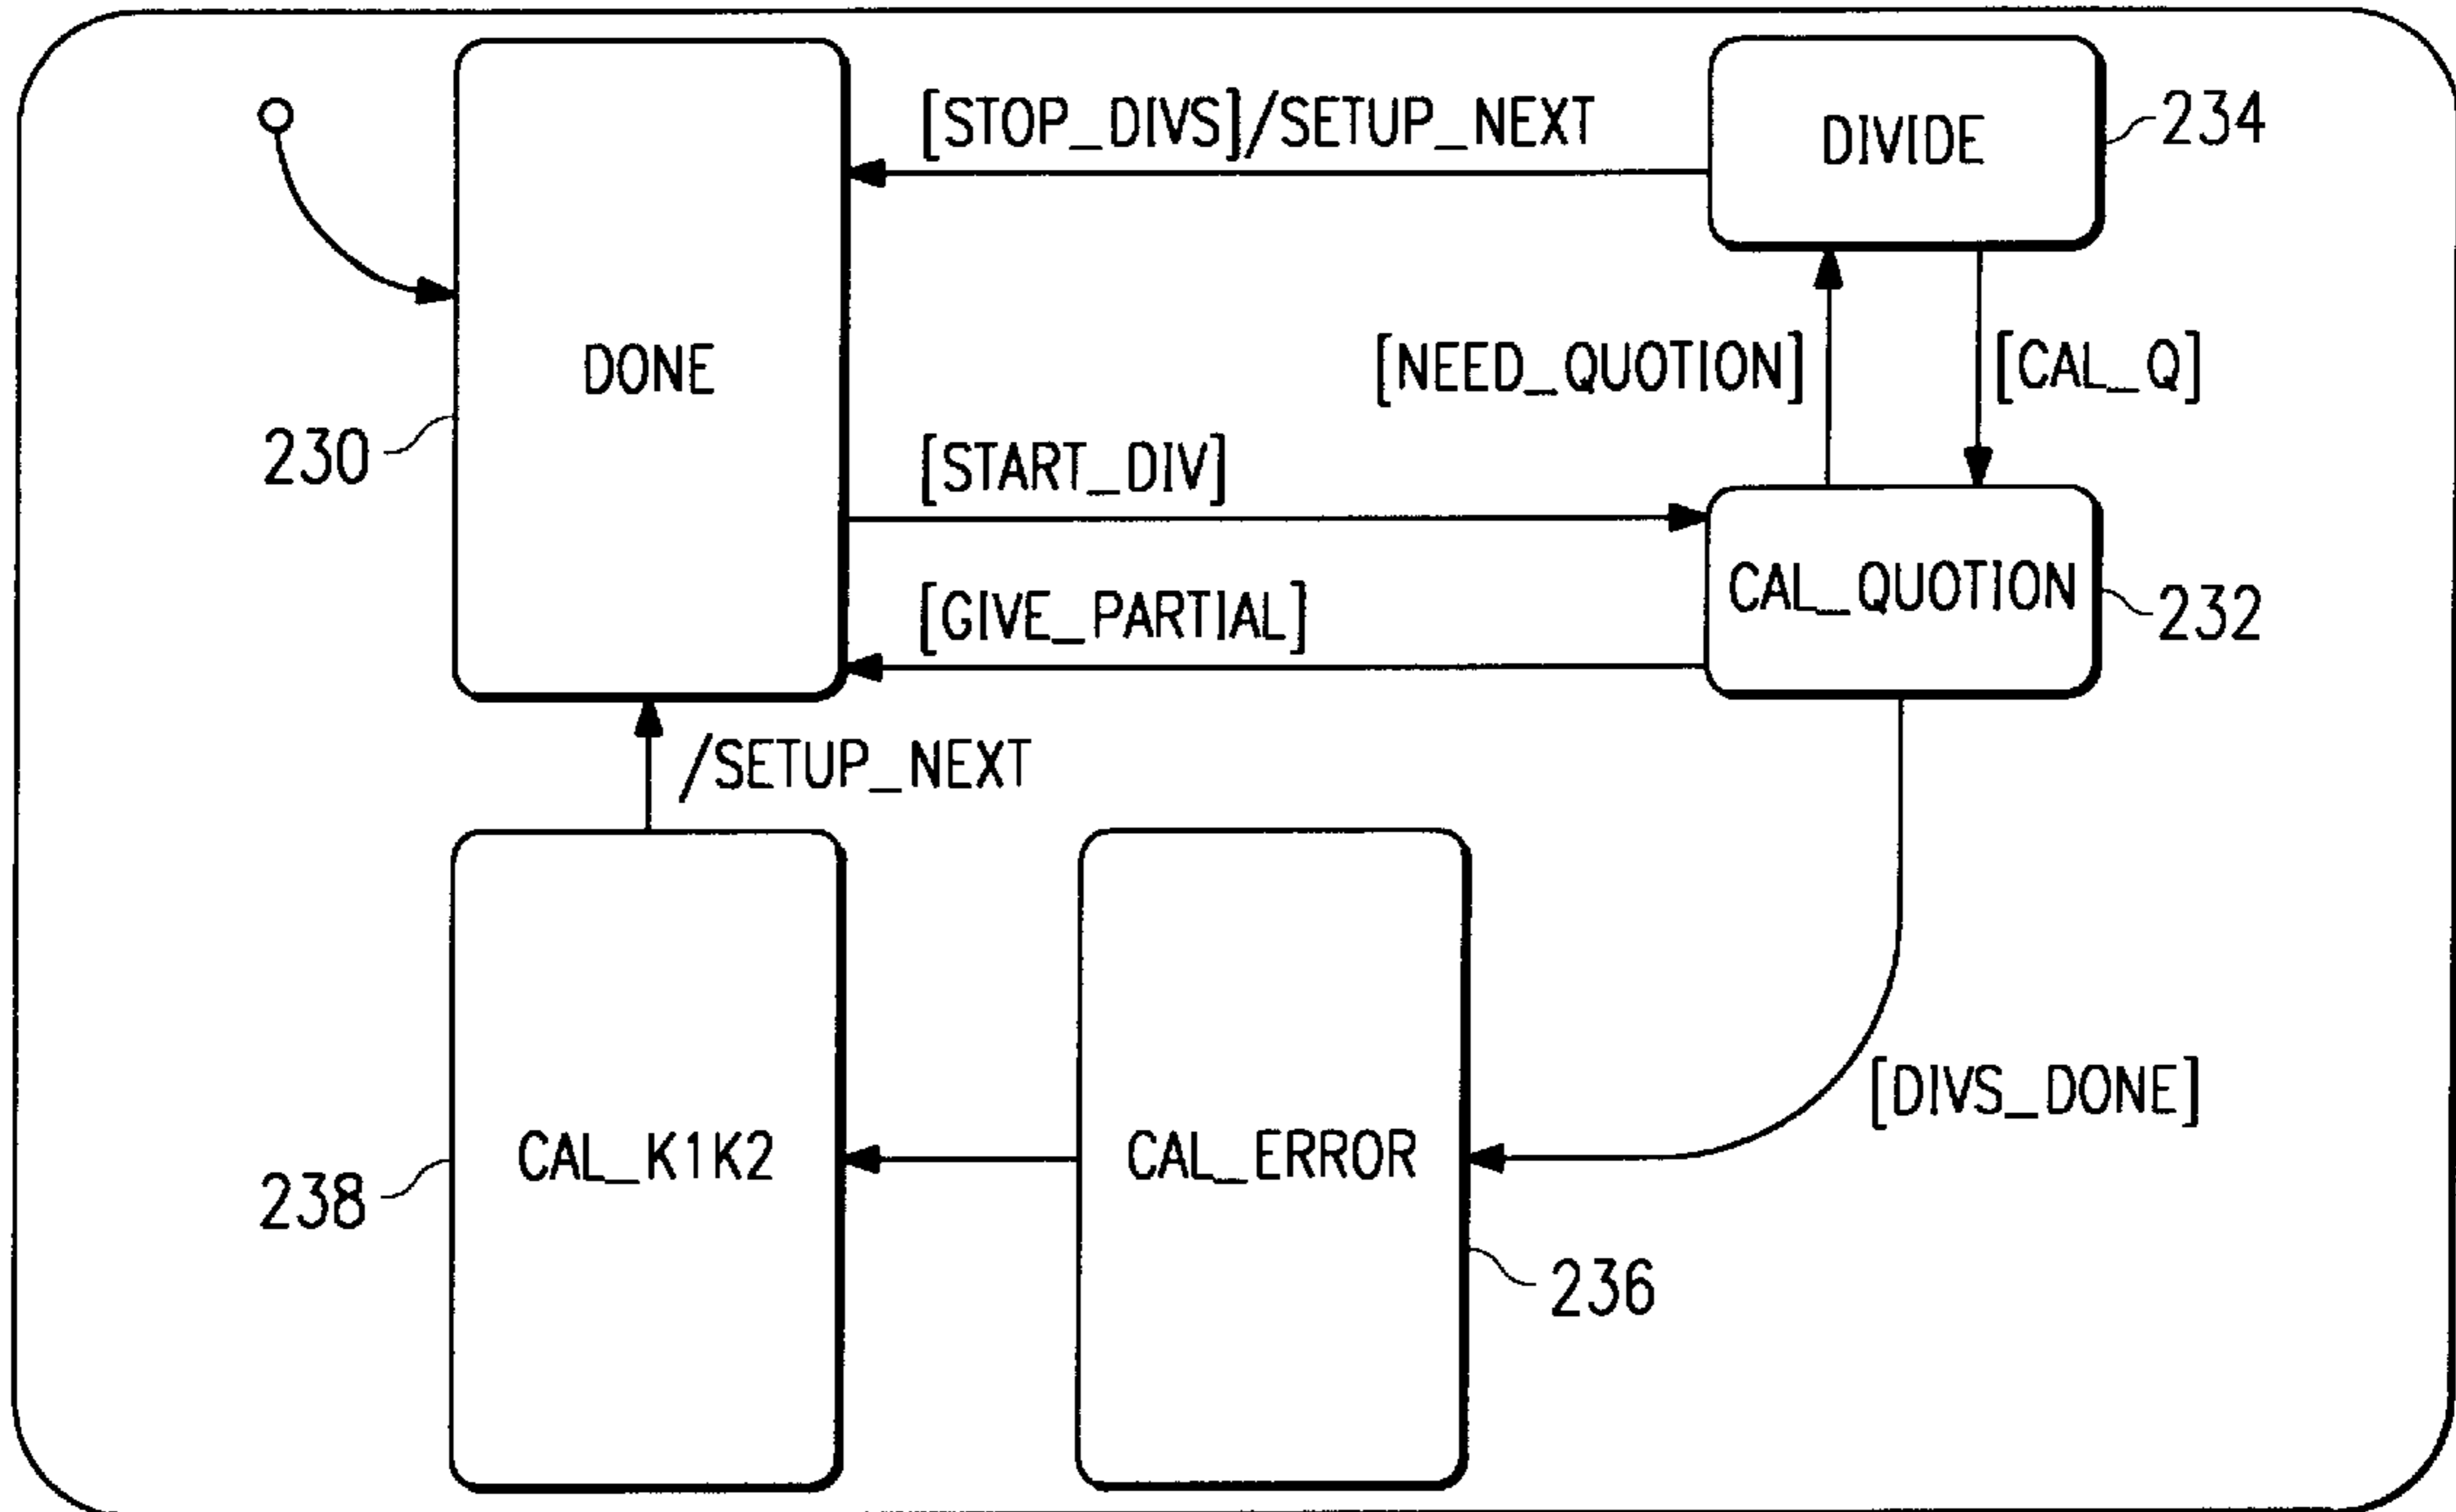 [STOP_DIVS]/SETUP_NEXT
DIVIDE
234
DONE
[NEED_QUOTION]
[CAL_Q]
230
[START_DIV]
[GIVE_PARTIAL]
CAL_QUOTION
232
/SETUP_NEXT
[DIVS_DONE]
CAL_K1K2
CAL_ERROR
238
236